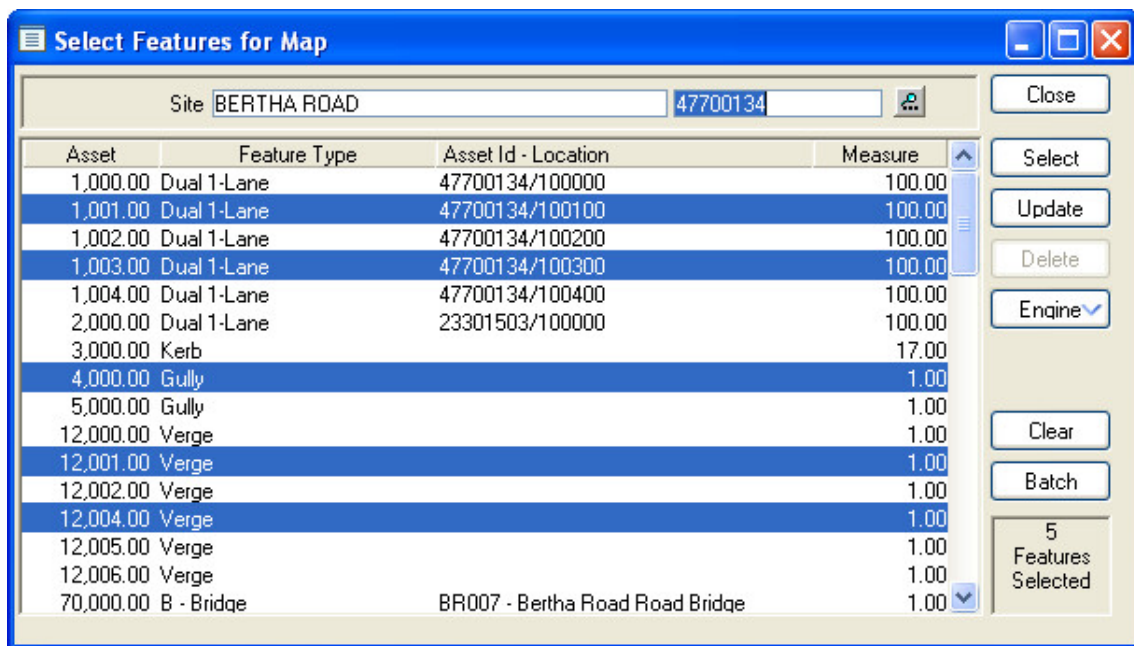 Select Features for Map
Site BERTHA ROAD 47700134
Close
Asset Feature Type Asset Id - Location Measure
1,000.00 Dual 1-Lane 47700134/100000 100.00
1,001.00 Dual 1-Lane 47700134/100100 100.00
1,002.00 Dual 1-Lane 47700134/100200 100.00
1,003.00 Dual 1-Lane 47700134/100300 100.00
1,004.00 Dual 1-Lane 47700134/100400 100.00
2,000.00 Dual 1-Lane 23301503/100000 100.00
3,000.00 Kerb 17.00
4,000.00 Gully 1.00
5,000.00 Gully 1.00
12,000.00 Verge 1.00
12,001.00 Verge 1.00
12,002.00 Verge 1.00
12,004.00 Verge 1.00
12,005.00 Verge 1.00
12,006.00 Verge 1.00
70,000.00 B - Bridge BR007 - Bertha Road Road Bridge 1.00
Select
Update
Delete
Engine
Clear
Batch
5
Features
Selected